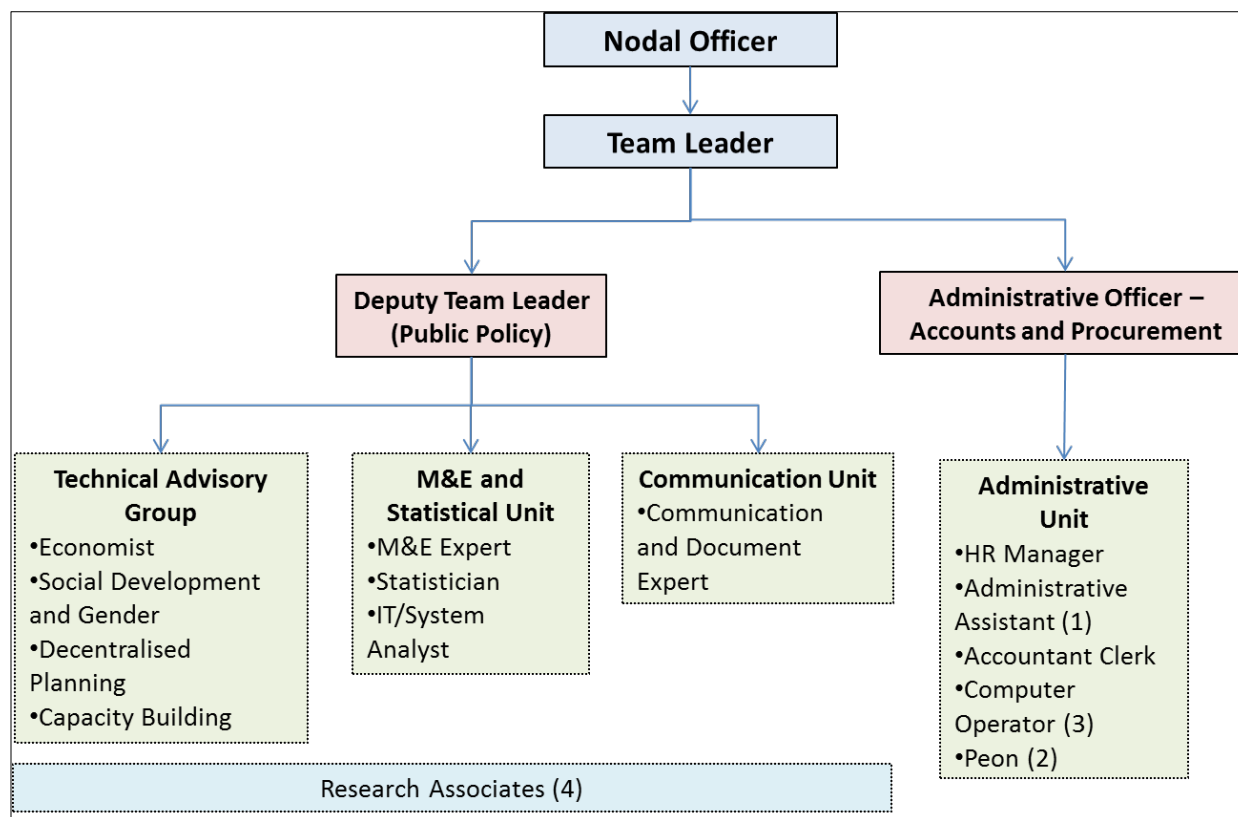 Nodal Officer
Team Leader
Deputy Team Leader
(Public Policy)
Administrative Officer –
Accounts and Procurement
Technical Advisory
Group
•Economist
•Social Development
and Gender
•Decentralised
Planning
•Capacity Building
M&E and
Statistical Unit
•M&E Expert
•Statistician
•IT/System
Analyst
Communication Unit
•Communication
and Document
Expert
Administrative
Unit
•HR Manager
•Administrative
Assistant (1)
•Accountant Clerk
•Computer
Operator (3)
•Peon (2)
Research Associates (4)